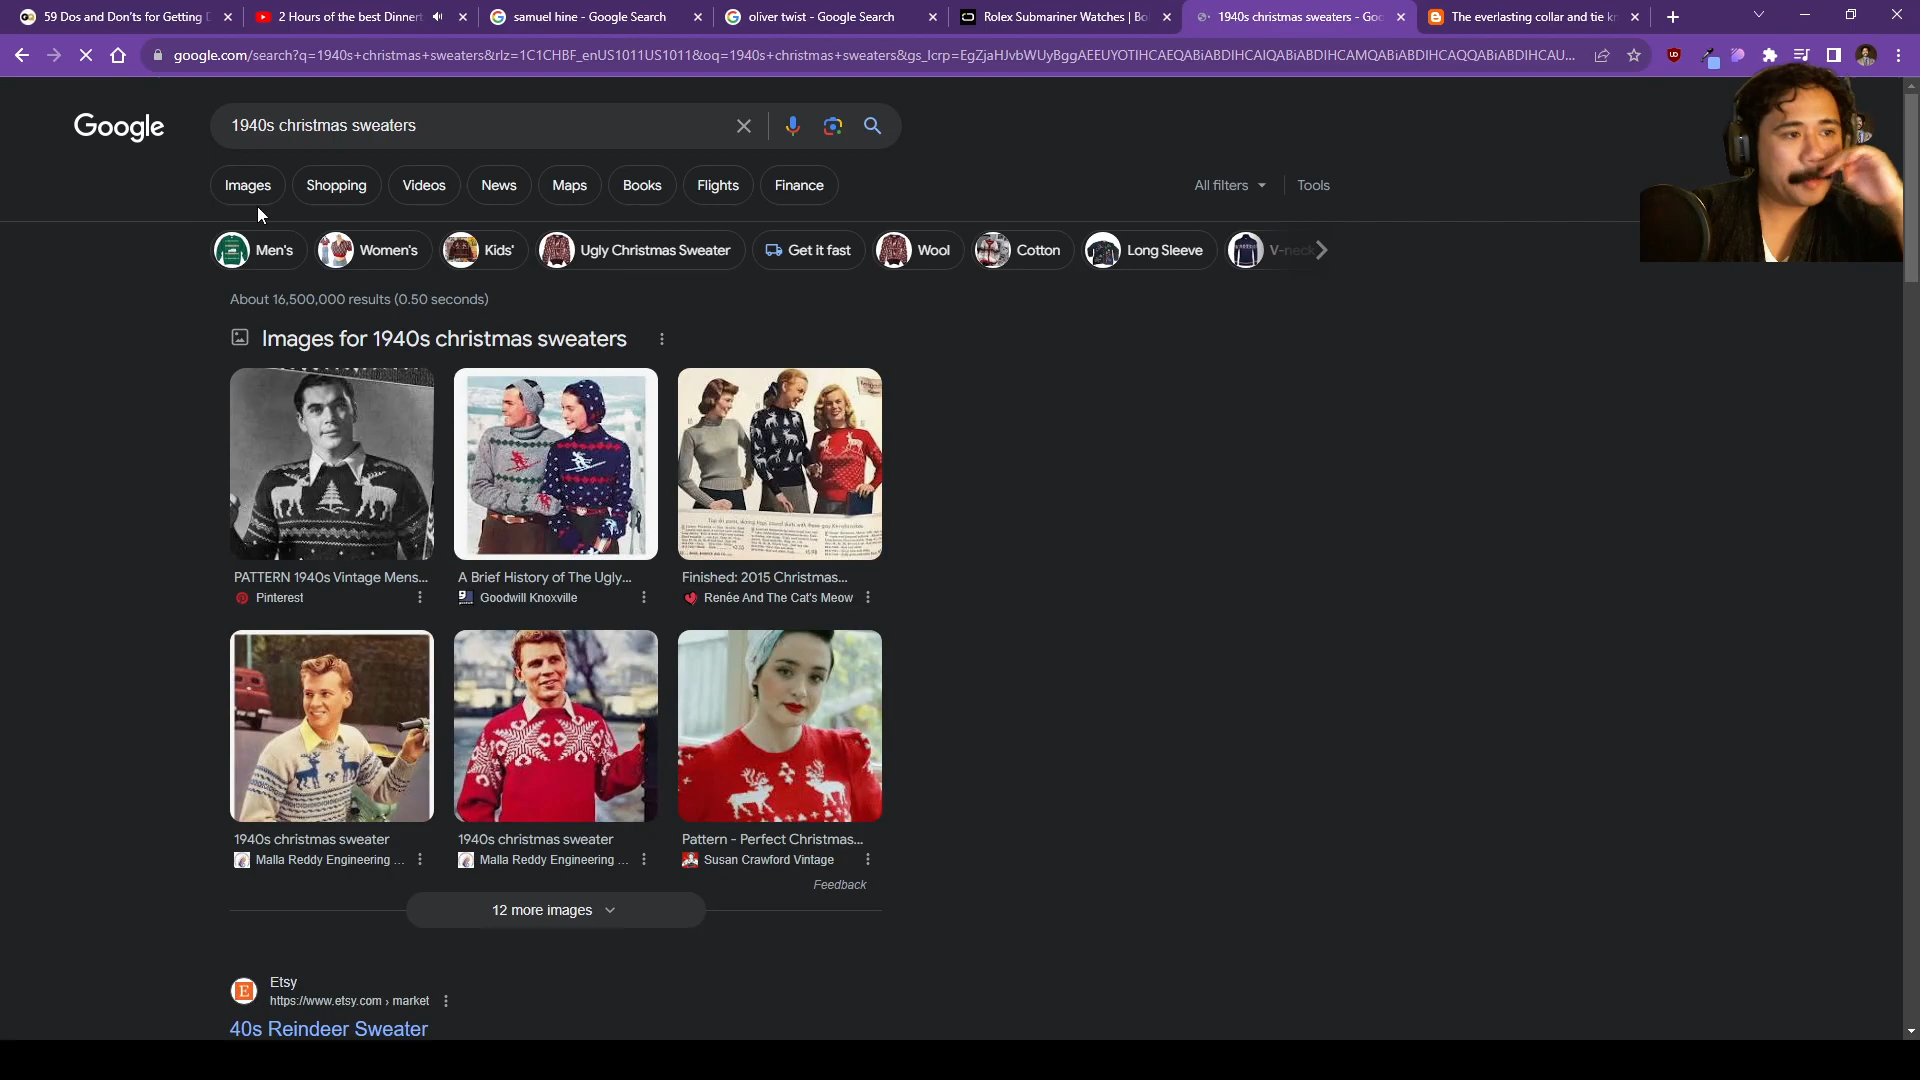 59 Dos and Don'ts for Getting D
2 Hours of the best Dinner
samuel hine - Google Search
oliver twist - Google Search
Rolex Submariner Watches | Bo
1940s christmas sweaters - Goo
The everlasting collar and tie kn
google.com/search?q=1940s+christmas+sweaters&rlz=1C1CHBF_enUS1011US1011&oq=1940s+christmas+sweaters&gs_lcrp=EgZjaHJvbWUyBggAEEUYOTIHCAEQABiABDIHCAIQABiABDIHCAMQABiABDIHCAQQABiABDIHCAU...
Google
1940s christmas sweaters
Images
Shopping
Videos
News
Maps
Books
Flights
Finance
All filters
Tools
Men's
Women's
Kids'
Ugly Christmas Sweater
Get it fast
Wool
Cotton
Long Sleeve
V-neck
About 16,500,000 results (0.50 seconds)
Images for 1940s christmas sweaters
PATTERN 1940s Vintage Mens...
Pinterest
A Brief History of The Ugly...
Goodwill Knoxville
Finished: 2015 Christmas...
Renée And The Cat's Meow
1940s christmas sweater
Malla Reddy Engineering ...
1940s christmas sweater
Malla Reddy Engineering ...
Pattern - Perfect Christmas...
Susan Crawford Vintage
Feedback
12 more images
Etsy
https://www.etsy.com › market
40s Reindeer Sweater